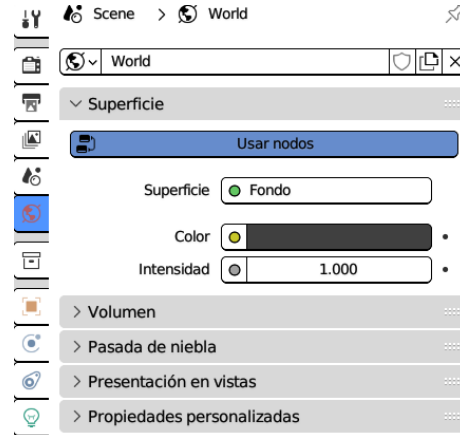 Scene > World
World
Superficie
Usar nodos
Superficie Fondo
Color
Intensidad 1.000
Volumen
Pasada de niebla
Presentación en vistas
Propiedades personalizadas